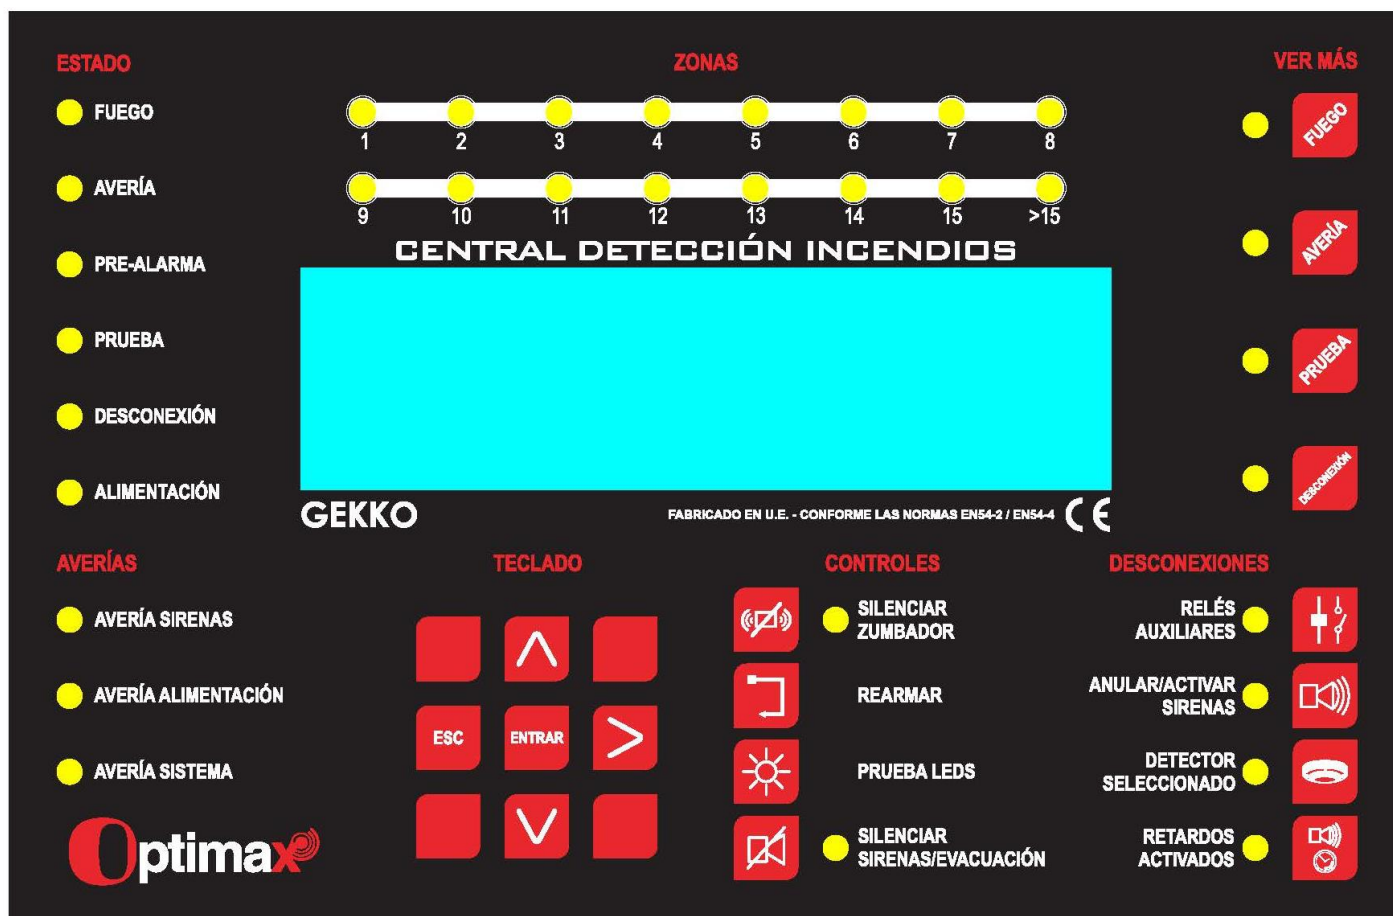 ESTADO
ZONAS
VER MÁS
FUEGO
AVERÍA
PRE-ALARMA
PRUEBA
DESCONEXIÓN
ALIMENTACIÓN
1 2 3 4 5 6 7 8
9 10 11 12 13 14 15 >15
CENTRAL DETECCIÓN INCENDIOS
GEKKO
FABRICADO EN U.E. - CONFORME LAS NORMAS EN54-2 / EN54-4 CE
FUEGO
AVERÍA
PRUEBA
DESCONEXIÓN
AVERÍAS
AVERÍA SIRENAS
AVERÍA ALIMENTACIÓN
AVERÍA SISTEMA
Optimax
TECLADO
ESC ENTRAR
CONTROLES
SILENCIAR
ZUMBADOR
REARMAR
PRUEBA LEDS
SILENCIAR
SIRENAS/EVACUACIÓN
DESCONEXIONES
RELÉS
AUXILIARES
ANULAR/ACTIVAR
SIRENAS
DETECTOR
SELECCIONADO
RETARDOS
ACTIVADOS